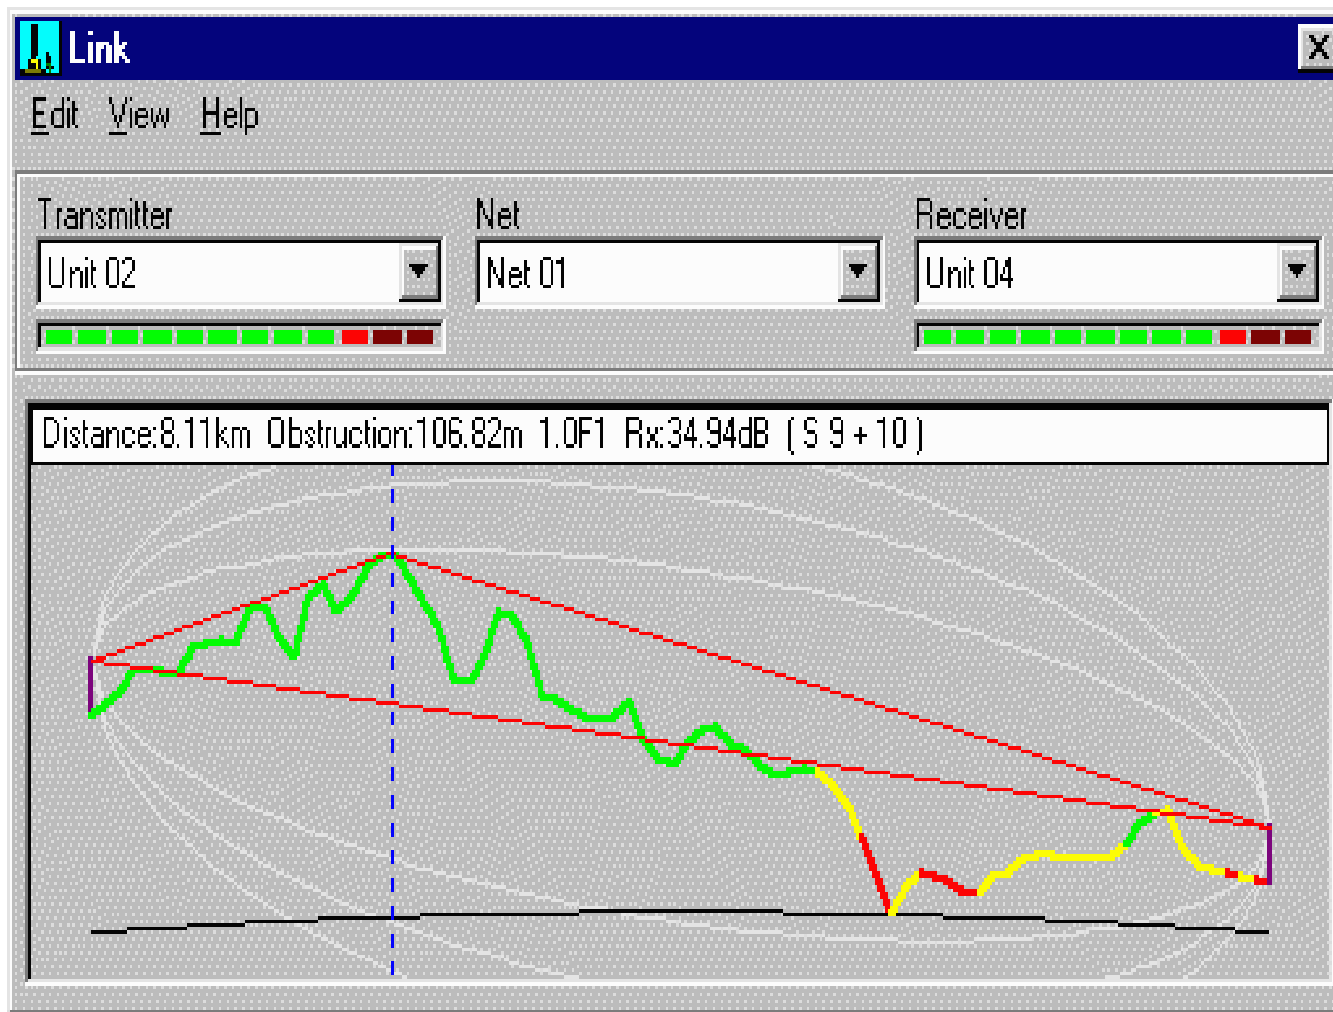 Link X
Edit View Help
Transmitter Net Receiver
Unit 02 Net 01 Unit 04
Distance:8.11km Obstruction:106.82m 1.0F1 Rx:34.94dB ( S 9 + 10 )